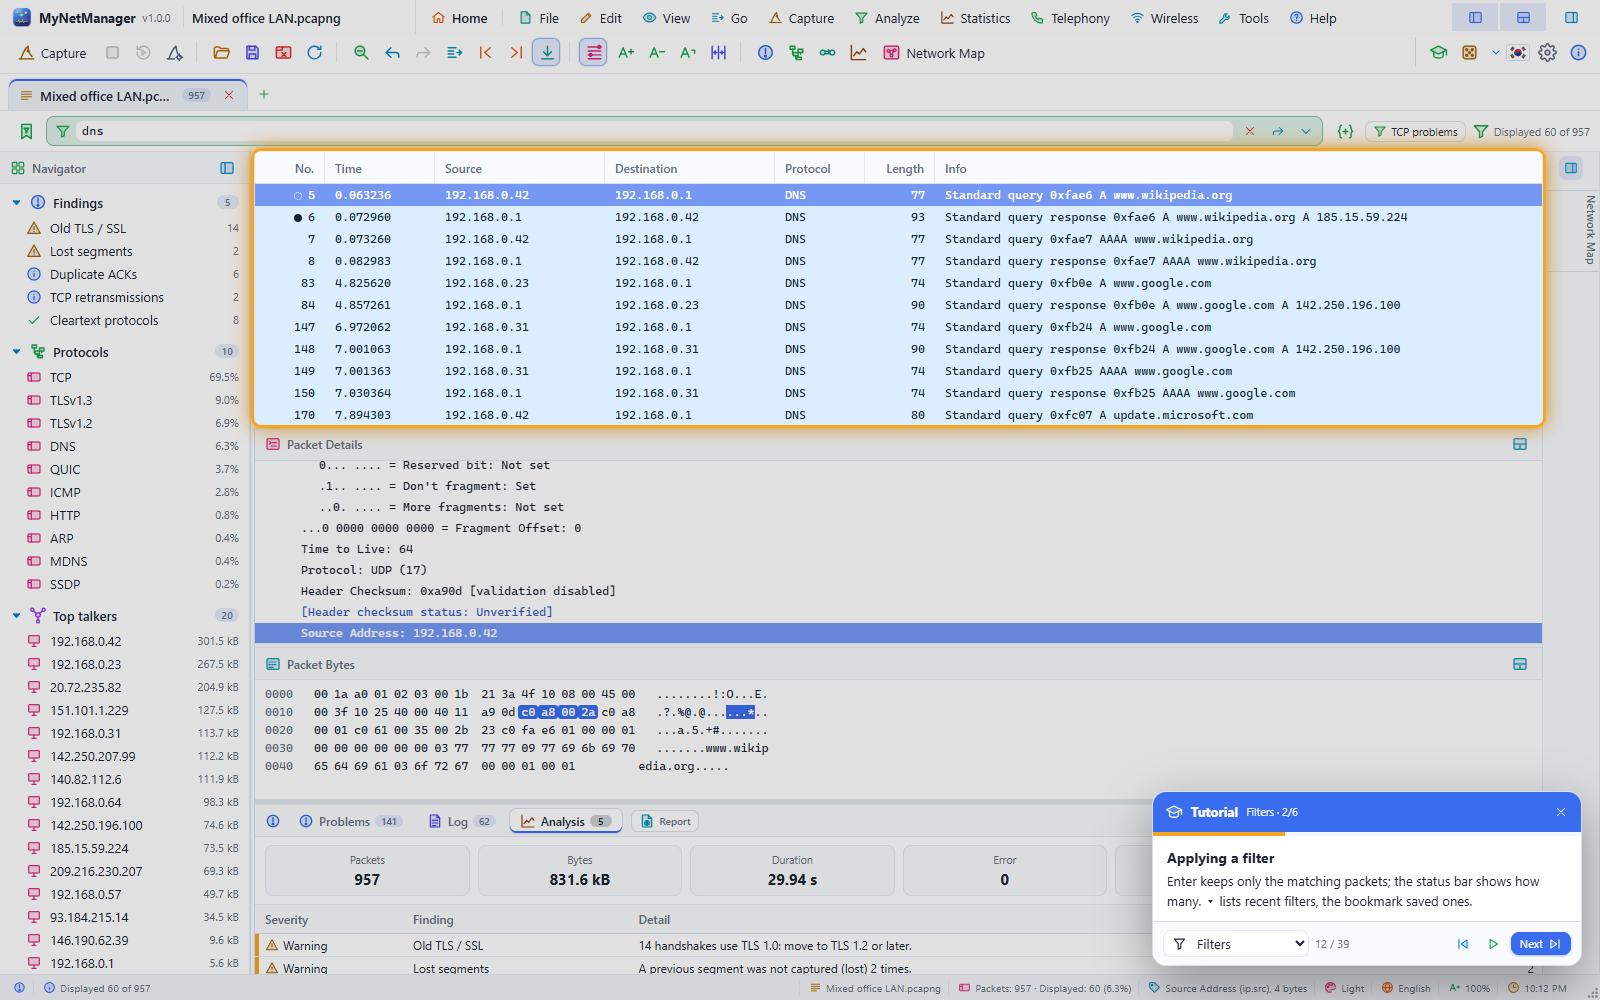 MyNetManager v1.0.0 Mixed office LAN.pcapng Home File Edit View Go Capture Analyze Statistics Telephony Wireless Tools Help
Capture A+ A- A Network Map
Mixed office LAN.pc... 957
dns TCP problems Displayed 60 of 957
Navigator
Findings 5
Old TLS / SSL 14
Lost segments 2
Duplicate ACKs 6
TCP retransmissions 2
Cleartext protocols 8
Protocols 10
TCP 69.5%
TLSv1.3 9.0%
TLSv1.2 6.9%
DNS 6.3%
QUIC 3.7%
ICMP 2.8%
HTTP 0.8%
ARP 0.4%
MDNS 0.4%
SSDP 0.2%
Top talkers 20
192.168.0.42 301.5 kB
192.168.0.23 267.5 kB
20.72.235.82 204.9 kB
151.101.1.229 127.5 kB
192.168.0.31 113.7 kB
142.250.207.99 112.2 kB
140.82.112.6 111.9 kB
192.168.0.64 98.3 kB
142.250.196.100 74.6 kB
185.15.59.224 73.5 kB
209.216.230.207 69.3 kB
192.168.0.57 49.7 kB
93.184.215.14 34.5 kB
146.190.62.39 9.6 kB
192.168.0.1 5.6 kB
No. Time Source Destination Protocol Length Info
5 0.063236 192.168.0.42 192.168.0.1 DNS 77 Standard query 0xfae6 A www.wikipedia.org
6 0.072960 192.168.0.1 192.168.0.42 DNS 93 Standard query response 0xfae6 A www.wikipedia.org A 185.15.59.224
7 0.073260 192.168.0.42 192.168.0.1 DNS 77 Standard query 0xfae7 AAAA www.wikipedia.org
8 0.082983 192.168.0.1 192.168.0.42 DNS 77 Standard query response 0xfae7 AAAA www.wikipedia.org
83 4.825620 192.168.0.23 192.168.0.1 DNS 74 Standard query 0xfb0e A www.google.com
84 4.857261 192.168.0.1 192.168.0.23 DNS 90 Standard query response 0xfb0e A www.google.com A 142.250.196.100
147 6.972062 192.168.0.31 192.168.0.1 DNS 74 Standard query 0xfb24 A www.google.com
148 7.001063 192.168.0.1 192.168.0.31 DNS 90 Standard query response 0xfb24 A www.google.com A 142.250.196.100
149 7.001363 192.168.0.31 192.168.0.1 DNS 74 Standard query 0xfb25 AAAA www.google.com
150 7.030364 192.168.0.1 192.168.0.31 DNS 74 Standard query response 0xfb25 AAAA www.google.com
170 7.894303 192.168.0.42 192.168.0.1 DNS 80 Standard query 0xfc07 A update.microsoft.com
Network Map
Packet Details
0... .... = Reserved bit: Not set
.1.. .... = Don't fragment: Set
..0. .... = More fragments: Not set
...0 0000 0000 0000 = Fragment Offset: 0
Time to Live: 64
Protocol: UDP (17)
Header Checksum: 0xa90d [validation disabled]
[Header checksum status: Unverified]
Source Address: 192.168.0.42
Packet Bytes
0000 00 1a a0 01 02 03 00 1b 21 3a 4f 10 08 00 45 00 ........!:O...E.
0010 00 3f 10 25 40 00 40 11 a9 0d c0 a8 00 2a c0 a8 .?.%@.@......*..
0020 00 01 c0 61 00 35 00 2b 23 c0 fa e6 01 00 00 01 ...a.5.+#.......
0030 00 00 00 00 00 00 03 77 77 77 09 77 69 6b 69 70 .......www.wikip
0040 65 64 69 61 03 6f 72 67 00 00 01 00 01 edia.org.....
Problems 141 Log 62 Analysis 5 Report
Packets 957
Bytes 831.6 kB
Duration 29.94 s
Error 0
Severity Finding Detail
Warning Old TLS / SSL 14 handshakes use TLS 1.0: move to TLS 1.2 or later.
Warning Lost segments A previous segment was not captured (lost) 2 times. 2
Tutorial Filters · 2/6
Applying a filter
Enter keeps only the matching packets; the status bar shows how
many. ▾ lists recent filters, the bookmark saved ones.
Filters 12 / 39 Next
Displayed 60 of 957 Mixed office LAN.pcapng Packets: 957 · Displayed: 60 (6.3%) Source Address (ip.src), 4 bytes Light English A+ 100% 10:12 PM